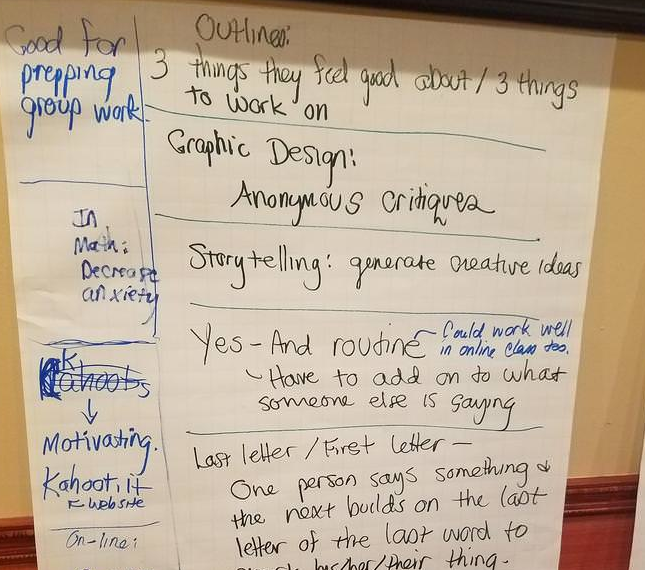 Good for
prepping
group work.
In
Math:
Decrease
anxiety
Kahoots
Motivating.
Kahoot.it
website
On-line:
Outlines:
3 things they feel good about / 3 things
to work on
Graphic Design:
Anonymous critiques
Storytelling: generate creative ideas
Yes-And routine
Could work well
in online class too.
Have to add on to what
someone else is saying
Last letter / First letter —
One person says something &
the next builds on the last
letter of the last word to
his/her/their thing.